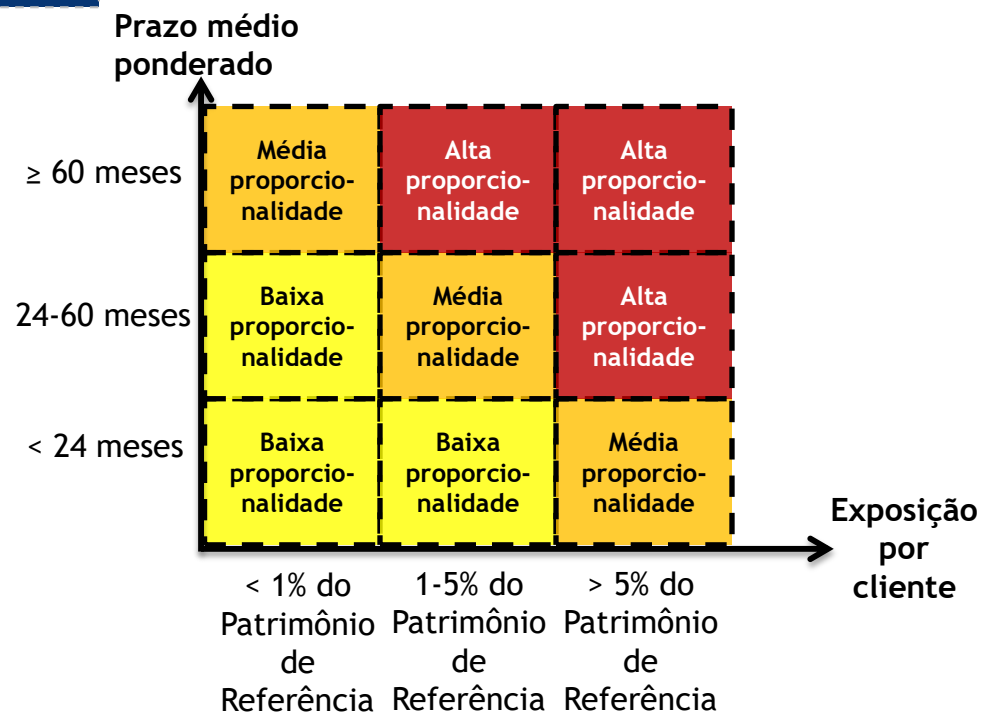 Prazo médio
ponderado
≥ 60 meses
Média
proporcio-
nalidade
Alta
proporcio-
nalidade
Alta
proporcio-
nalidade
24-60 meses
Baixa
proporcio-
nalidade
Média
proporcio-
nalidade
Alta
proporcio-
nalidade
< 24 meses
Baixa
proporcio-
nalidade
Baixa
proporcio-
nalidade
Média
proporcio-
nalidade
Exposição
por
cliente
< 1% do
Patrimônio
de
Referência
1-5% do
Patrimônio
de
Referência
> 5% do
Patrimônio
de
Referência